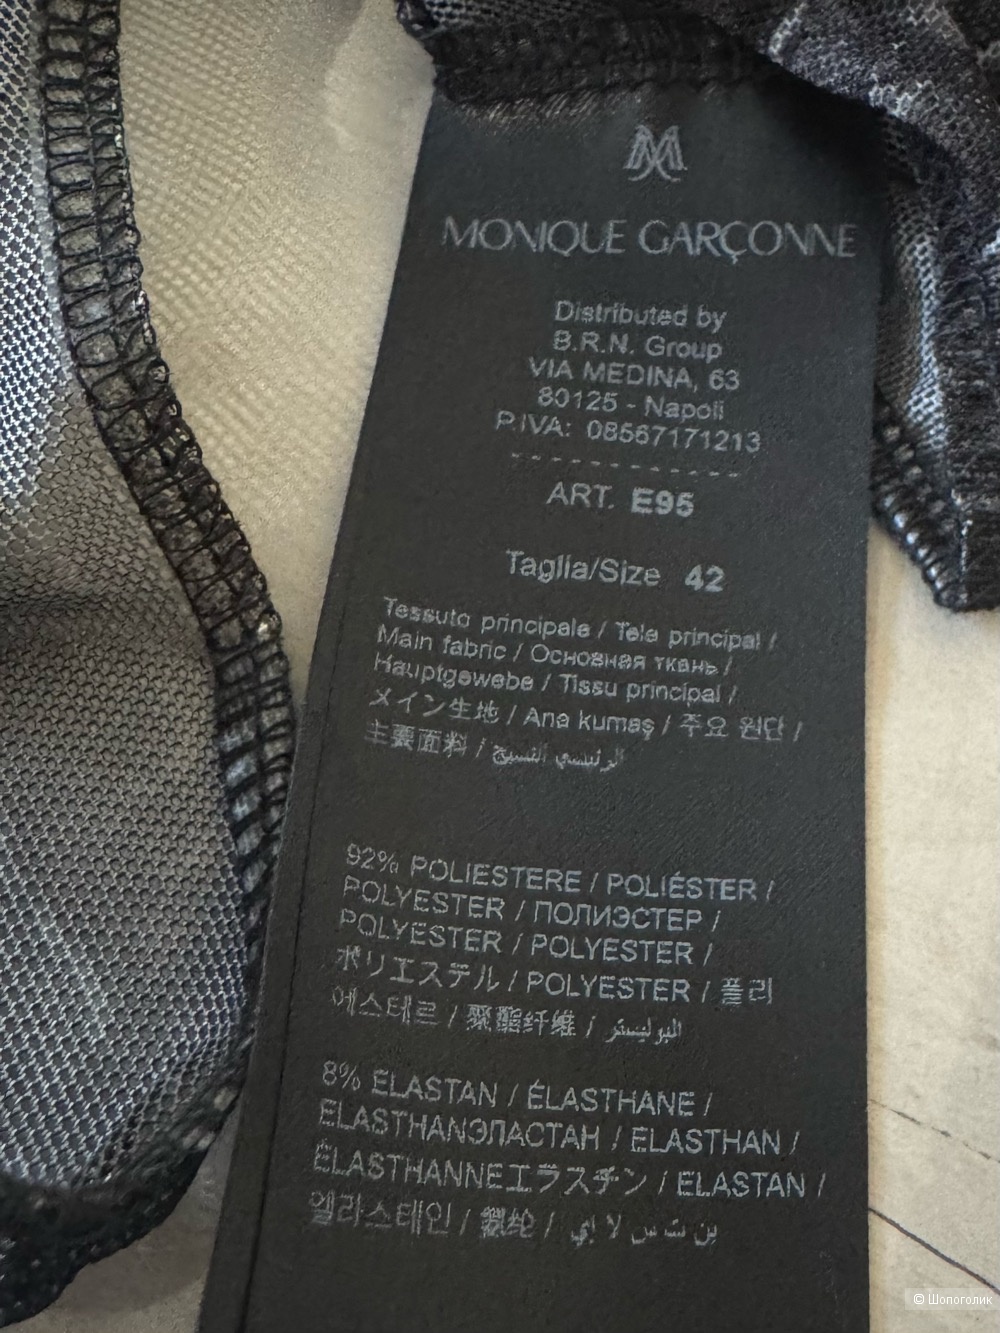 MONIQUE GARÇONNE
Distributed by
B.R.N. Group
VIA MEDINA, 63
80125 - Napoli
P.IVA: 08567171213
ART. E95
Taglia/Size 42
Tessuto principale / Tela principal /
Main fabric / Основная ткань /
Hauptgewebe / Tissu principal /
メイン生地 / Ana kumaş / 주요 원단 /
主要面料 / الرئيسي النسيج
92% POLIESTERE / POLIÉSTER /
POLYESTER / ПОЛИЭСТЕР /
POLYESTER / POLYESTER /
ポリエステル / POLYESTER / 폴리
에스테르 / 聚酯纤维 / البوليستر
8% ELASTAN / ÉLASTHANE /
ELASTHANЭЛАСТАН / ELASTHAN /
ÉLASTHANNEエラスチン / ELASTAN /
엘라스테인 / 氨纶 / ين ت س لا إي
© Шопоголик